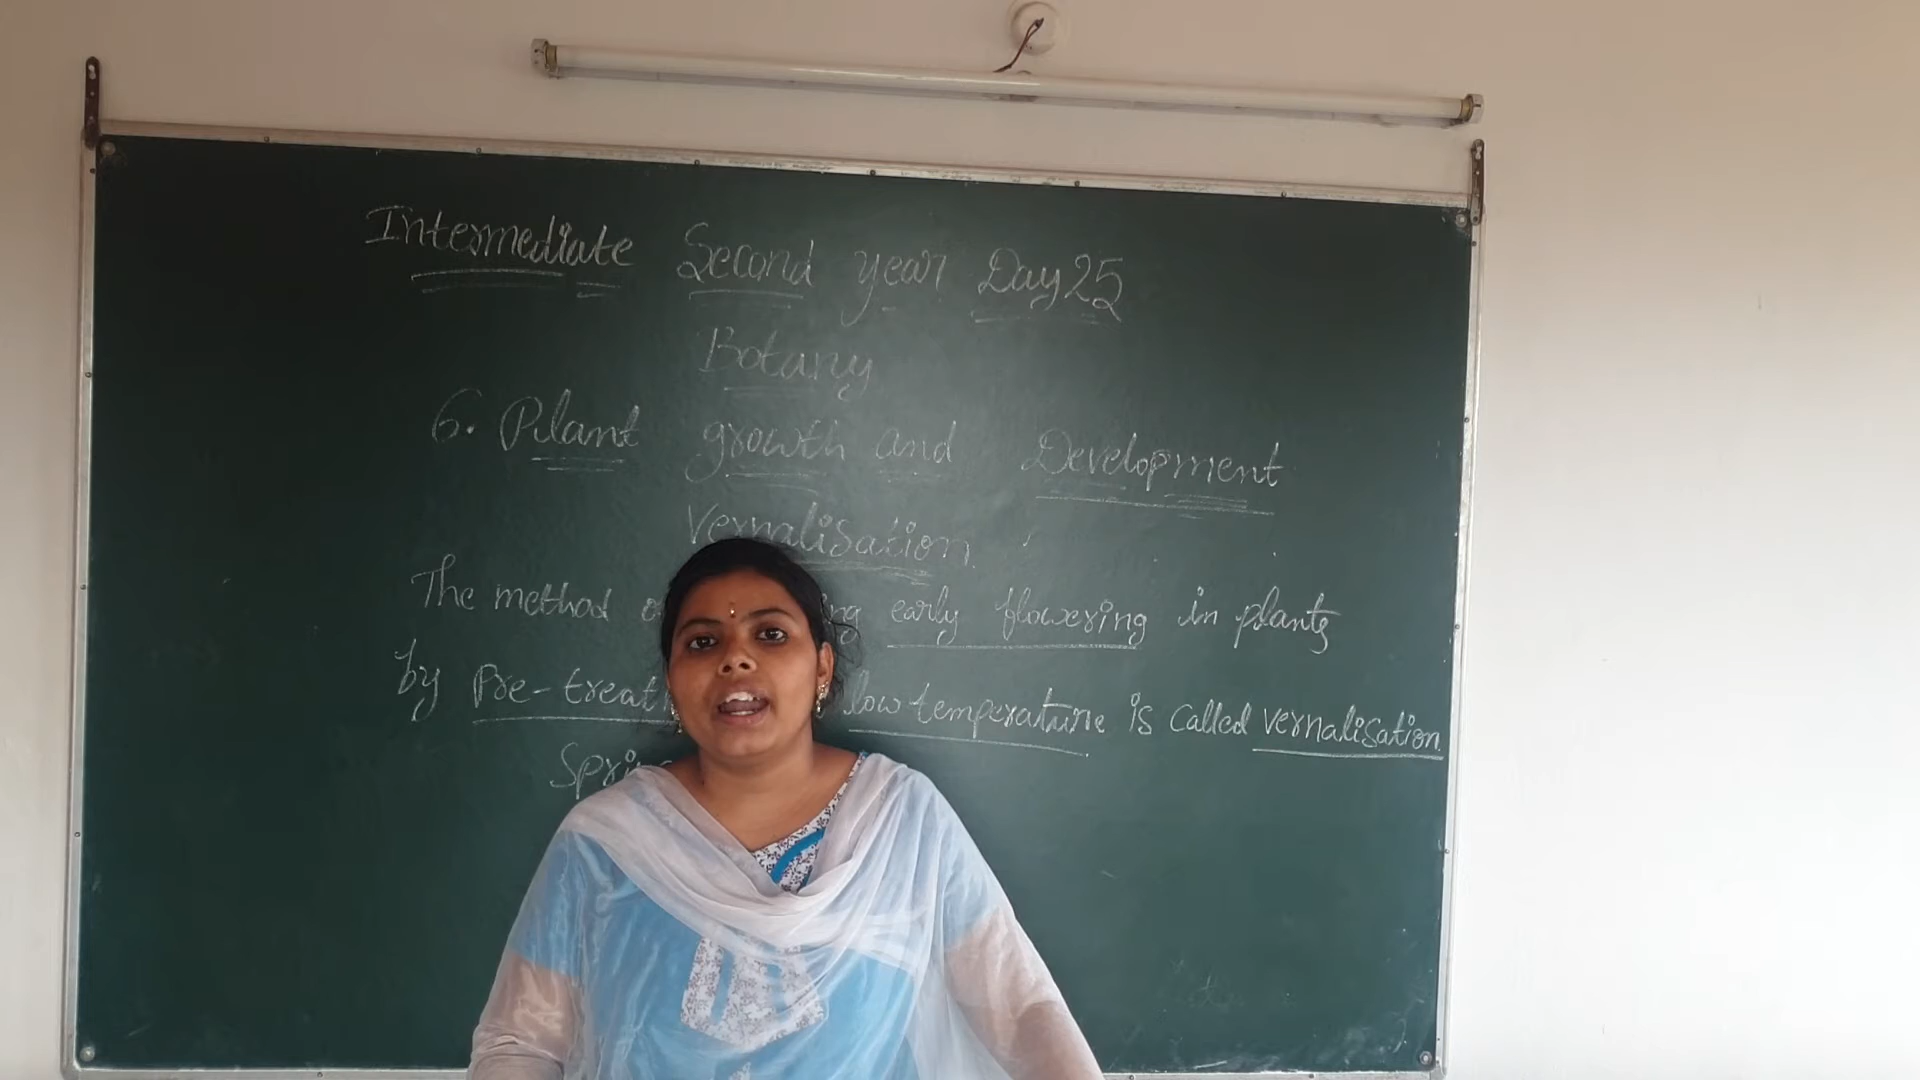 Intermediate Second year Day 25
Botany
6. Plant growth and Development
Vernalisation
The method early flowering in plants
by Pre- low temperature is called vernalisation.